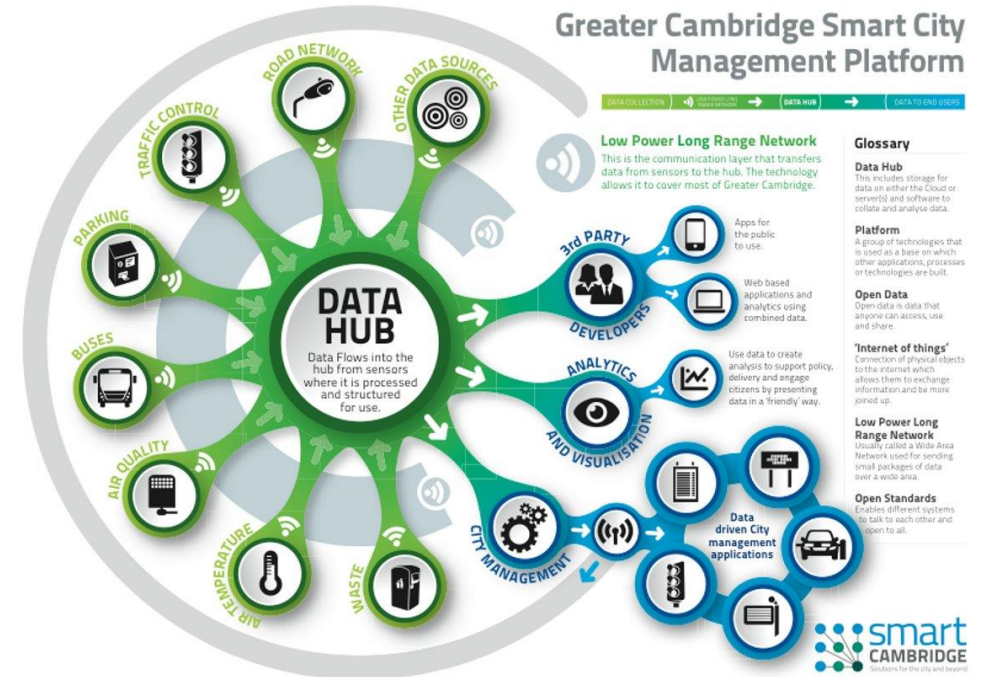 Greater Cambridge Smart City
Management Platform
DATA COLLECTION
LOW POWER LONG
RANGE NETWORK
DATA HUB
DATA TO END USERS
Low Power Long Range Network
This is the communication layer that transfers
data from sensors to the hub. The technology
allows it to cover most of Greater Cambridge.
OTHER DATA SOURCES
ROAD NETWORK
TRAFFIC CONTROL
PARKING
BUSES
AIR QUALITY
AIR TEMPERATURE
WASTE
DATA
HUB
Data Flows into the
hub from sensors
where it is processed
and structured
for use.
3rd PARTY
DEVELOPERS
Apps for
the public
to use.
Web based
applications and
analytics using
combined data.
ANALYTICS
AND VISUALISATION
Use data to create
analysis to support policy,
delivery and engage
citizens by presenting
data in a 'friendly' way.
CITY MANAGEMENT
Data
driven City
management
applications
Glossary
Data Hub
This includes storage for
data on either the Cloud or
server(s) and software to
collate and analyse data.
Platform
A group of technologies that
is used as a base on which
other applications, processes
or technologies are built.
Open Data
Open data is data that
anyone can access, use
and share.
'Internet of things'
Connection of physical objects
to the internet which
allows them to exchange
information and be more
joined up.
Low Power Long
Range Network
Usually called a Wide Area
Network used for sending
small packages of data
over a wide area.
Open Standards
Enables different systems
to talk to each other and
open to all.
smart
CAMBRIDGE
Solutions for the city and beyond